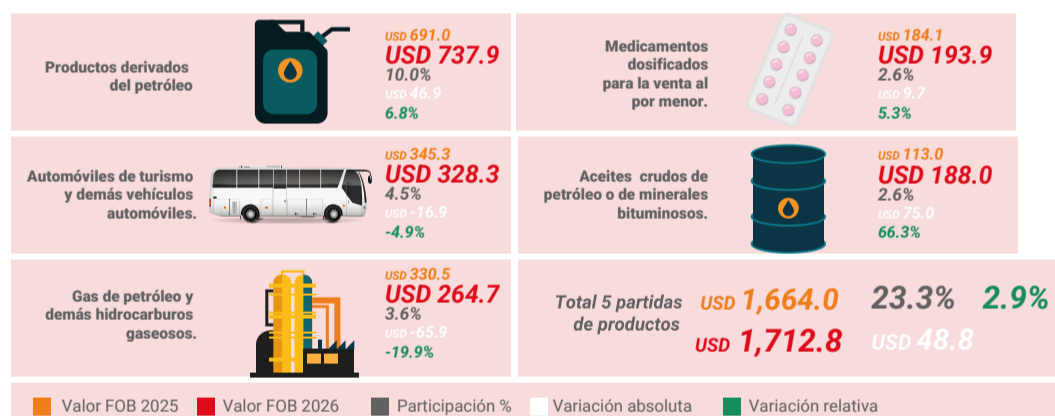 Productos derivados
del petróleo
USD 691.0
USD 737.9
10.0%
USD 46.9
6.8%
Medicamentos
dosificados
para la venta al
por menor.
USD 184.1
USD 193.9
2.6%
USD 9.7
5.3%
Automóviles de turismo
y demás vehículos
automóviles.
USD 345.3
USD 328.3
4.5%
USD -16.9
-4.9%
Aceites crudos de
petróleo o de minerales
bituminosos.
USD 113.0
USD 188.0
2.6%
USD 75.0
66.3%
Gas de petróleo y
demás hidrocarburos
gaseosos.
USD 330.5
USD 264.7
3.6%
USD -65.9
-19.9%
Total 5 partidas
de productos
USD 1,664.0 23.3% 2.9%
USD 1,712.8 USD 48.8
Valor FOB 2025 Valor FOB 2026 Participación % Variación absoluta Variación relativa